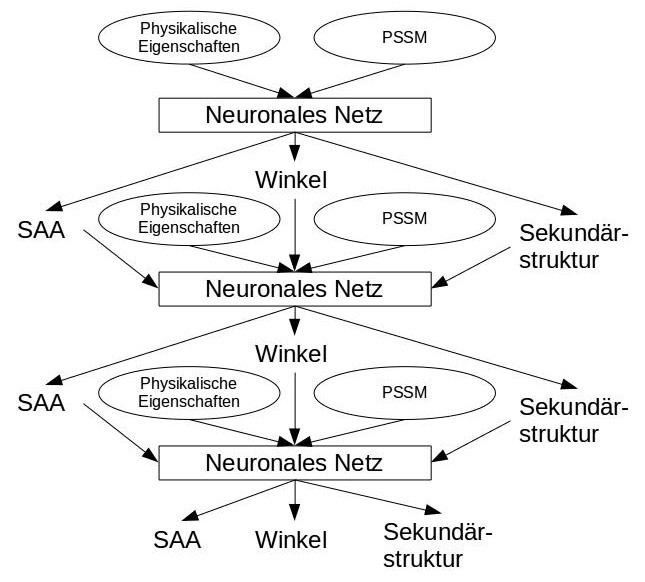 Physikalische
Eigenschaften
PSSM
Neuronales Netz
Winkel
SAA
Physikalische
Eigenschaften
PSSM
Sekundär-
struktur
Neuronales Netz
Winkel
SAA
Physikalische
Eigenschaften
PSSM
Sekundär-
struktur
Neuronales Netz
SAA
Winkel
Sekundär-
struktur